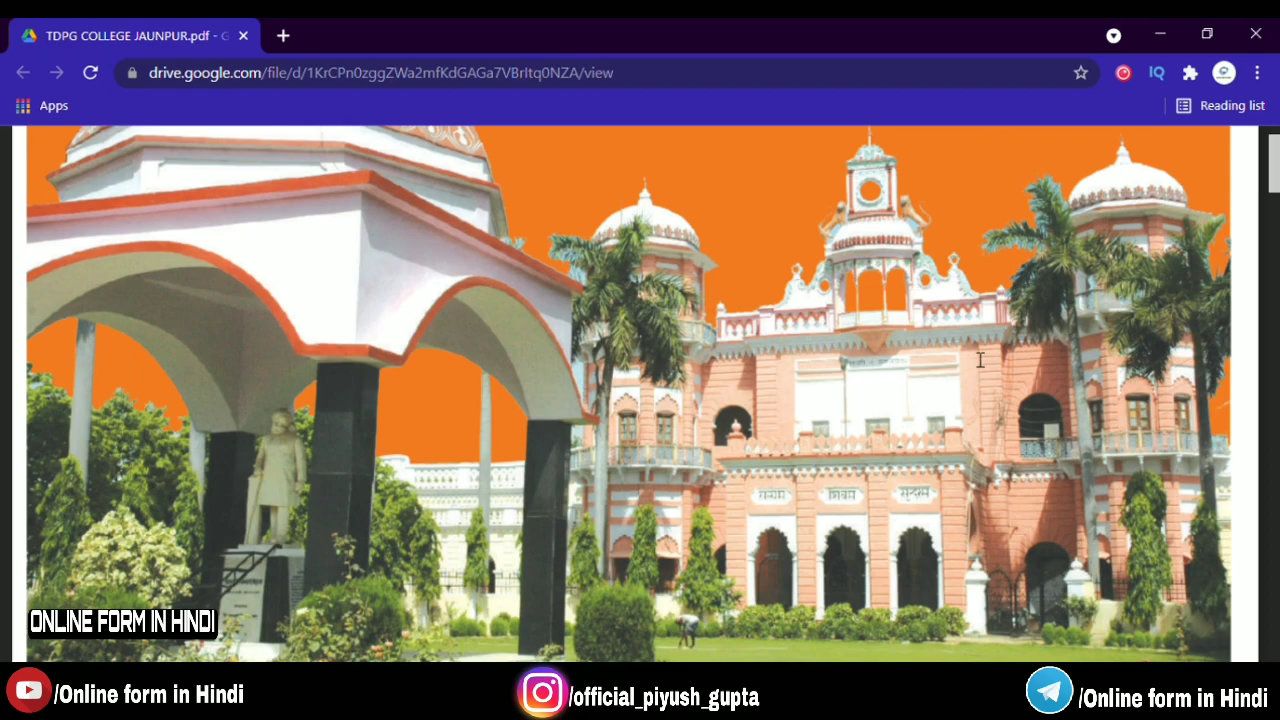 TDPG COLLEGE JAUNPUR.pdf - G
drive.google.com/file/d/1KrCPn0zggZWa2mfKdGAGa7VBrItq0NZA/view
IQ
Apps
Reading list
सत्यम् शिवम् सुन्दरम्
ONLINE FORM IN HINDI
/Online form in Hindi
/official_piyush_gupta
/Online form in Hindi